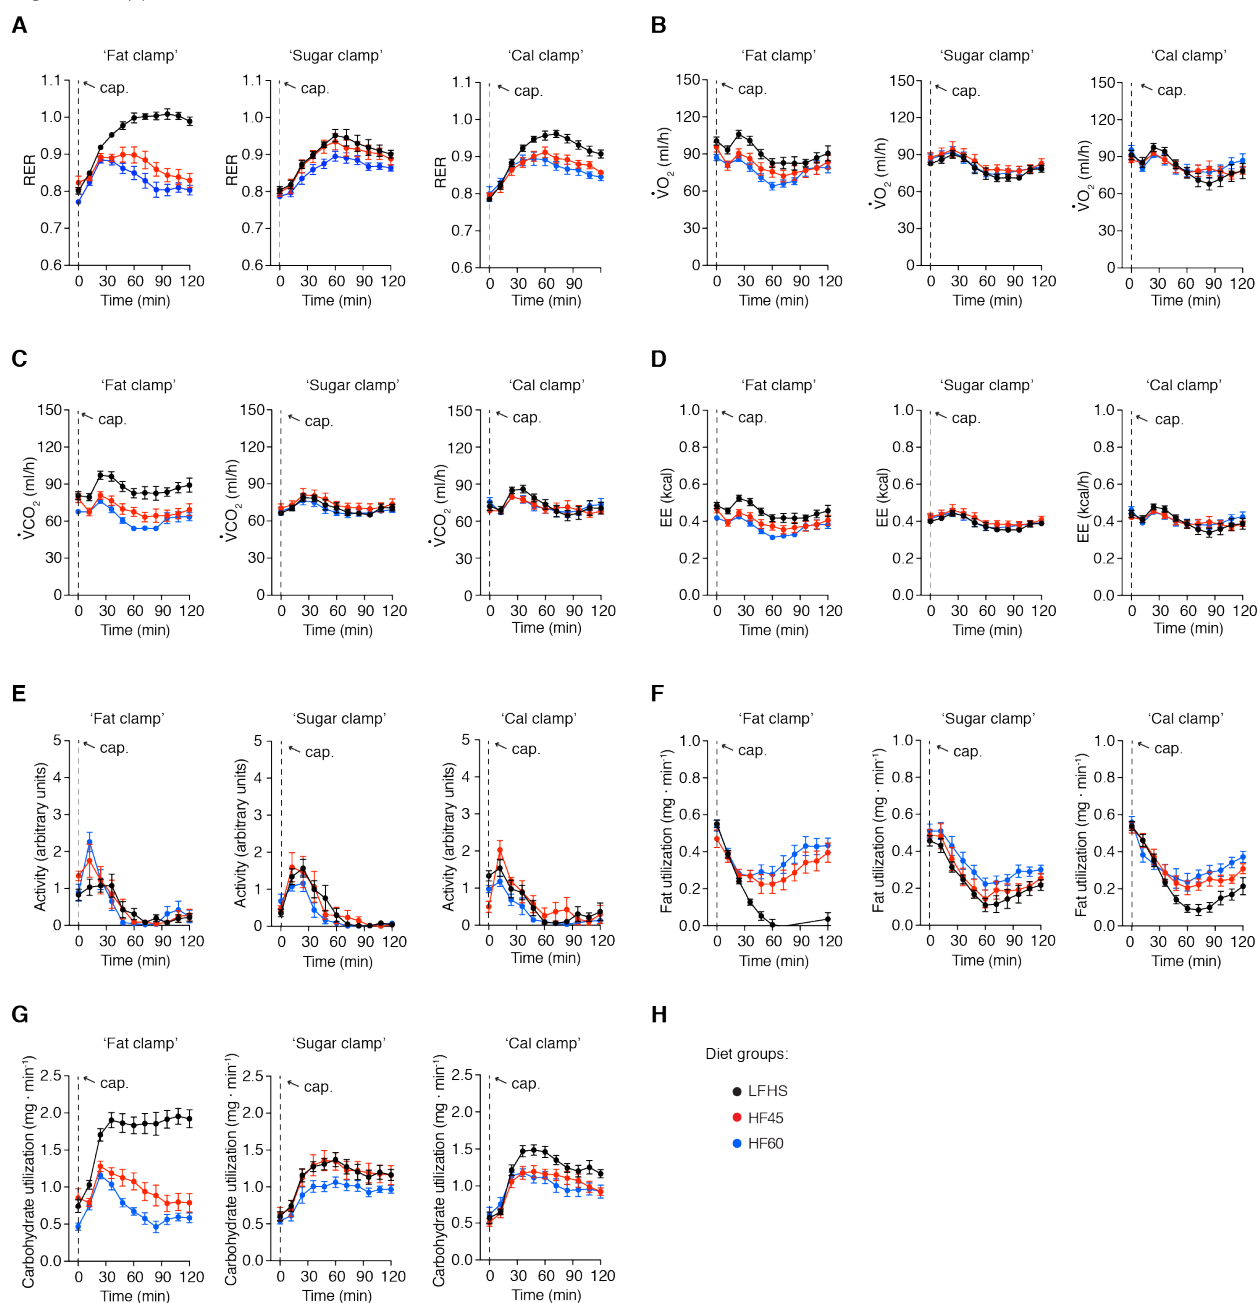 A
B
'Fat clamp'
'Sugar clamp'
'Cal clamp'
'Fat clamp'
'Sugar clamp'
'Cal clamp'
cap.
cap.
cap.
cap.
cap.
cap.
RER
1.1
1.0
0.9
0.8
0.7
0.6
0 30 60 90 120
Time (min)
RER
1.1
1.0
0.9
0.8
0.7
0.6
0 30 60 90 120
Time (min)
RER
1.1
1.0
0.9
0.8
0.7
0.6
0 30 60 90
Time (min)
V̇O2 (ml/h)
150
120
90
60
30
0
0 30 60 90 120
Time (min)
V̇O2 (ml/h)
150
120
90
60
30
0
0 30 60 90 120
Time (min)
V̇O2 (ml/h)
150
120
90
60
30
0
0 30 60 90 120
Time (min)
C
D
'Fat clamp'
'Sugar clamp'
'Cal clamp'
'Fat clamp'
'Sugar clamp'
'Cal clamp'
cap.
cap.
cap.
cap.
cap.
cap.
V̇CO2 (ml/h)
150
120
90
60
30
0
0 30 60 90 120
Time (min)
V̇CO2 (ml/h)
150
120
90
60
30
0
0 30 60 90 120
Time (min)
V̇CO2 (ml/h)
150
120
90
60
30
0
0 30 60 90 120
Time (min)
EE (kcal)
1.0
0.8
0.6
0.4
0.2
0.0
0 30 60 90 120
Time (min)
EE (kcal)
1.0
0.8
0.6
0.4
0.2
0.0
0 30 60 90 120
Time (min)
EE (kcal/h)
1.0
0.8
0.6
0.4
0.2
0.0
0 30 60 90 120
Time (min)
E
F
'Fat clamp'
'Sugar clamp'
'Cal clamp'
'Fat clamp'
'Sugar clamp'
'Cal clamp'
cap.
cap.
cap.
cap.
cap.
cap.
Activity (arbitrary units)
5
4
3
2
1
0
0 30 60 90 120
Time (min)
Activity (arbitrary units)
5
4
3
2
1
0
0 30 60 90 120
Time (min)
Activity (arbitrary units)
5
4
3
2
1
0
0 30 60 90 120
Time (min)
Fat utilization (mg · min⁻¹)
1.0
0.8
0.6
0.4
0.2
0.0
0 30 60 90 120
Time (min)
Fat utilization (mg · min⁻¹)
1.0
0.8
0.6
0.4
0.2
0.0
0 30 60 90 120
Time (min)
Fat utilization (mg · min⁻¹)
1.0
0.8
0.6
0.4
0.2
0.0
0 30 60 90 120
Time (min)
G
H
'Fat clamp'
'Sugar clamp'
'Cal clamp'
cap.
cap.
cap.
Carbohydrate utilization (mg · min⁻¹)
2.5
2.0
1.5
1.0
0.5
0.0
0 30 60 90 120
Time (min)
Carbohydrate utilization (mg · min⁻¹)
2.5
2.0
1.5
1.0
0.5
0.0
0 30 60 90 120
Time (min)
Carbohydrate utilization (mg · min⁻¹)
2.5
2.0
1.5
1.0
0.5
0.0
0 30 60 90 120
Time (min)
Diet groups:
LFHS
HF45
HF60